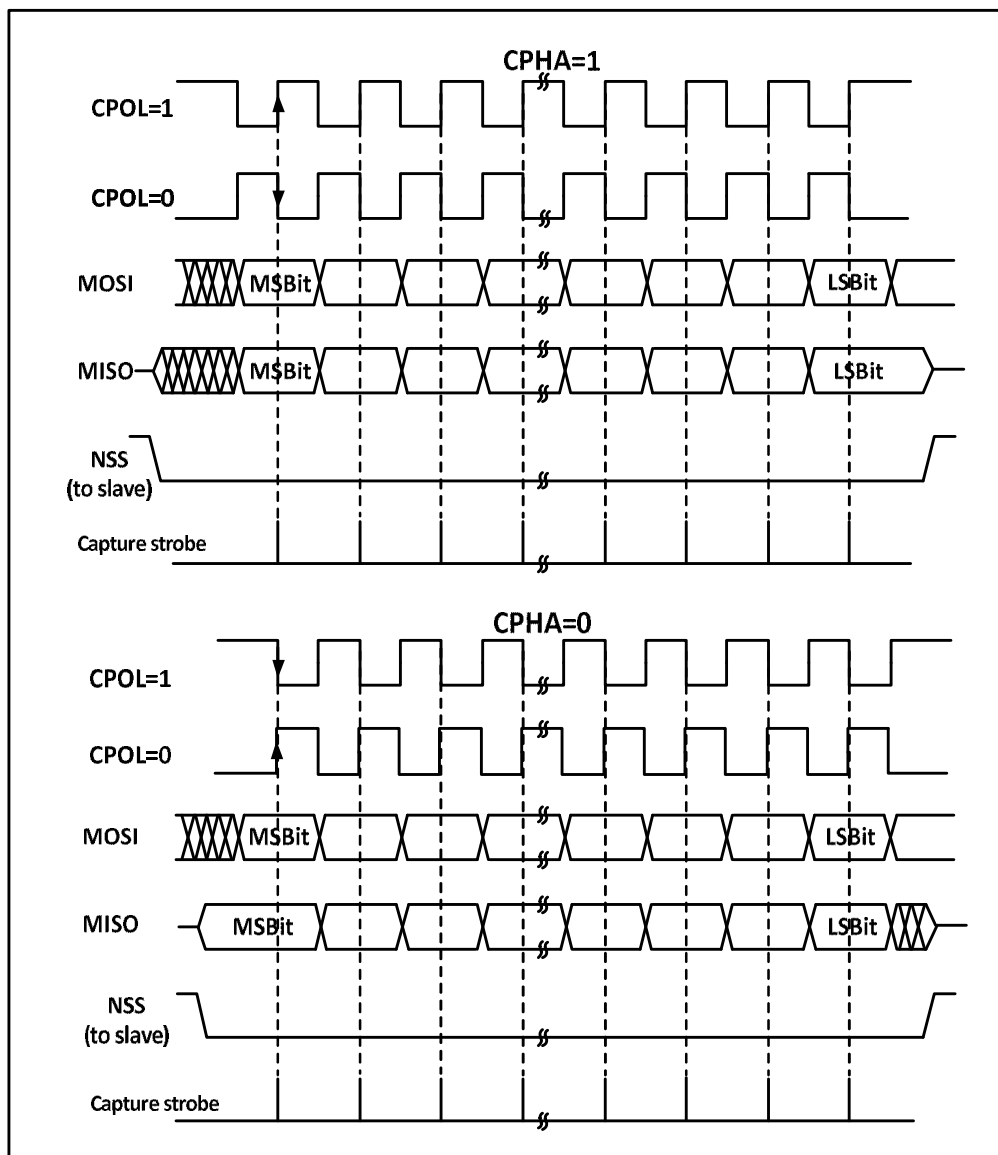 CPHA=1
CPOL=1
CPOL=0
MOSI MSBit LSBit
MISO MSBit LSBit
NSS
(to slave)
Capture strobe
CPHA=0
CPOL=1
CPOL=0
MOSI MSBit LSBit
MISO MSBit LSBit
NSS
(to slave)
Capture strobe